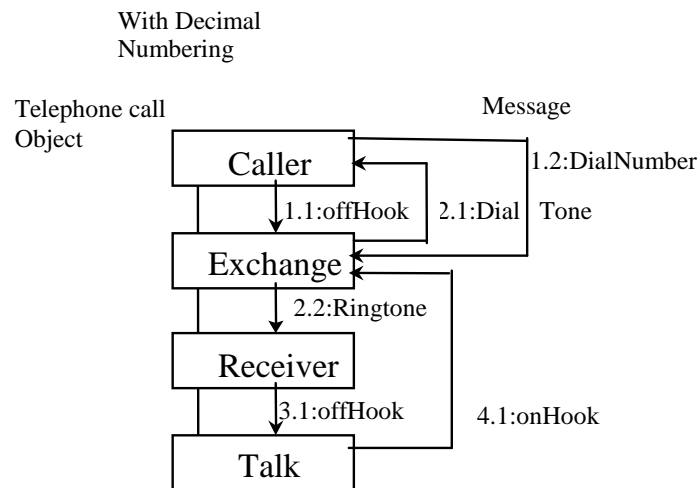 With Decimal
Numbering
Telephone call
Object
Message
Caller
1.2:DialNumber
1.1:offHook
2.1:Dial Tone
Exchange
2.2:Ringtone
Receiver
3.1:offHook
4.1:onHook
Talk